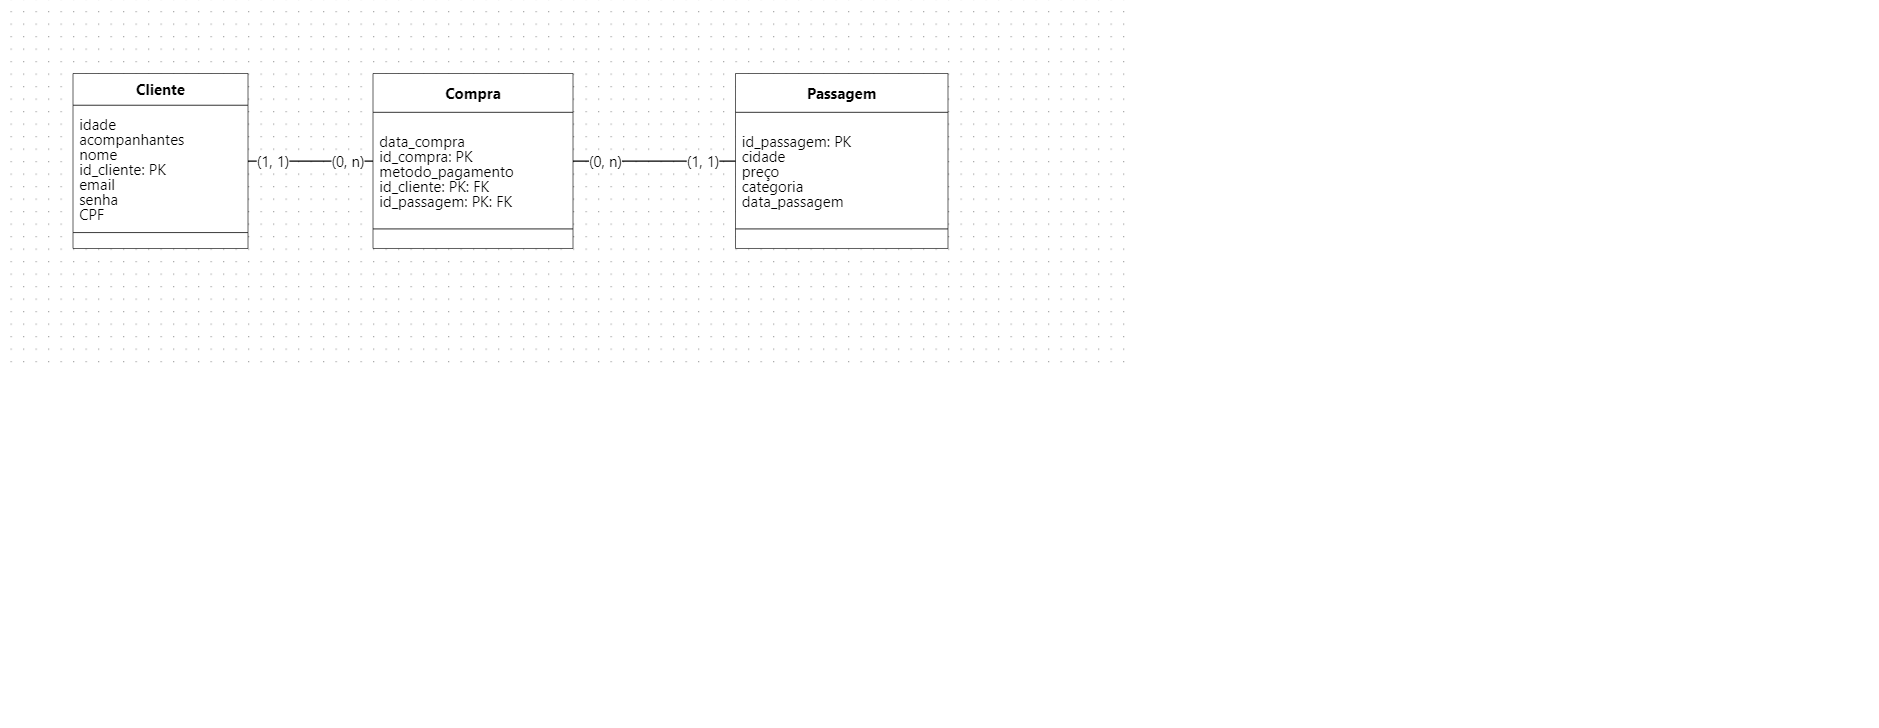 Cliente
idade
acompanhantes
nome
id_cliente: PK
email
senha
CPF
(1, 1)
(0, n)
Compra
data_compra
id_compra: PK
metodo_pagamento
id_cliente: PK: FK
id_passagem: PK: FK
(0, n)
(1, 1)
Passagem
id_passagem: PK
cidade
preço
categoria
data_passagem